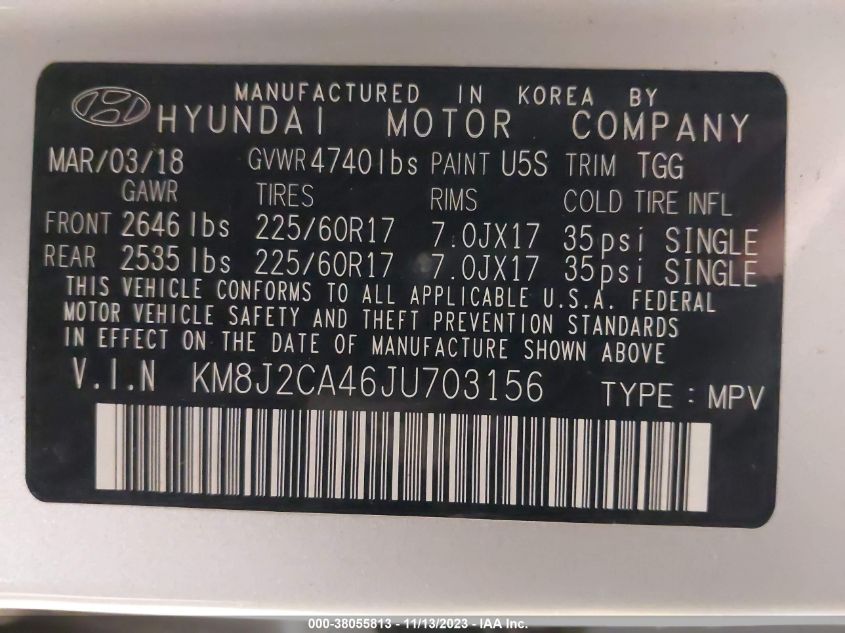 MANUFACTURED IN KOREA BY
HYUNDAI MOTOR COMPANY
MAR/03/18 GVWR 4740lbs PAINT U5S TRIM TGG
GAWR TIRES RIMS COLD TIRE INFL
FRONT 2646 lbs 225/60R17 7.0JX17 35psi SINGLE
REAR 2535 lbs 225/60R17 7.0JX17 35psi SINGLE
THIS VEHICLE CONFORMS TO ALL APPLICABLE U.S.A. FEDERAL
MOTOR VEHICLE SAFETY AND THEFT PREVENTION STANDARDS
IN EFFECT ON THE DATE OF MANUFACTURE SHOWN ABOVE
V.I.N KM8J2CA46JU703156 TYPE : MPV
000-38055813 - 11/13/2023 - IAA Inc.